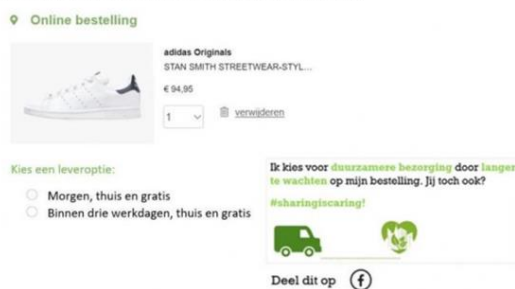 Online bestelling
adidas Originals
STAN SMITH STREETWEAR-STYL...
€ 94,95
1 verwijderen
Kies een leveroptie:
Morgen, thuis en gratis
Binnen drie werkdagen, thuis en gratis
Ik kies voor duurzamere bezorging door langer
te wachten op mijn bestelling. Jij toch ook?
#sharingiscaring!
Deel dit op f